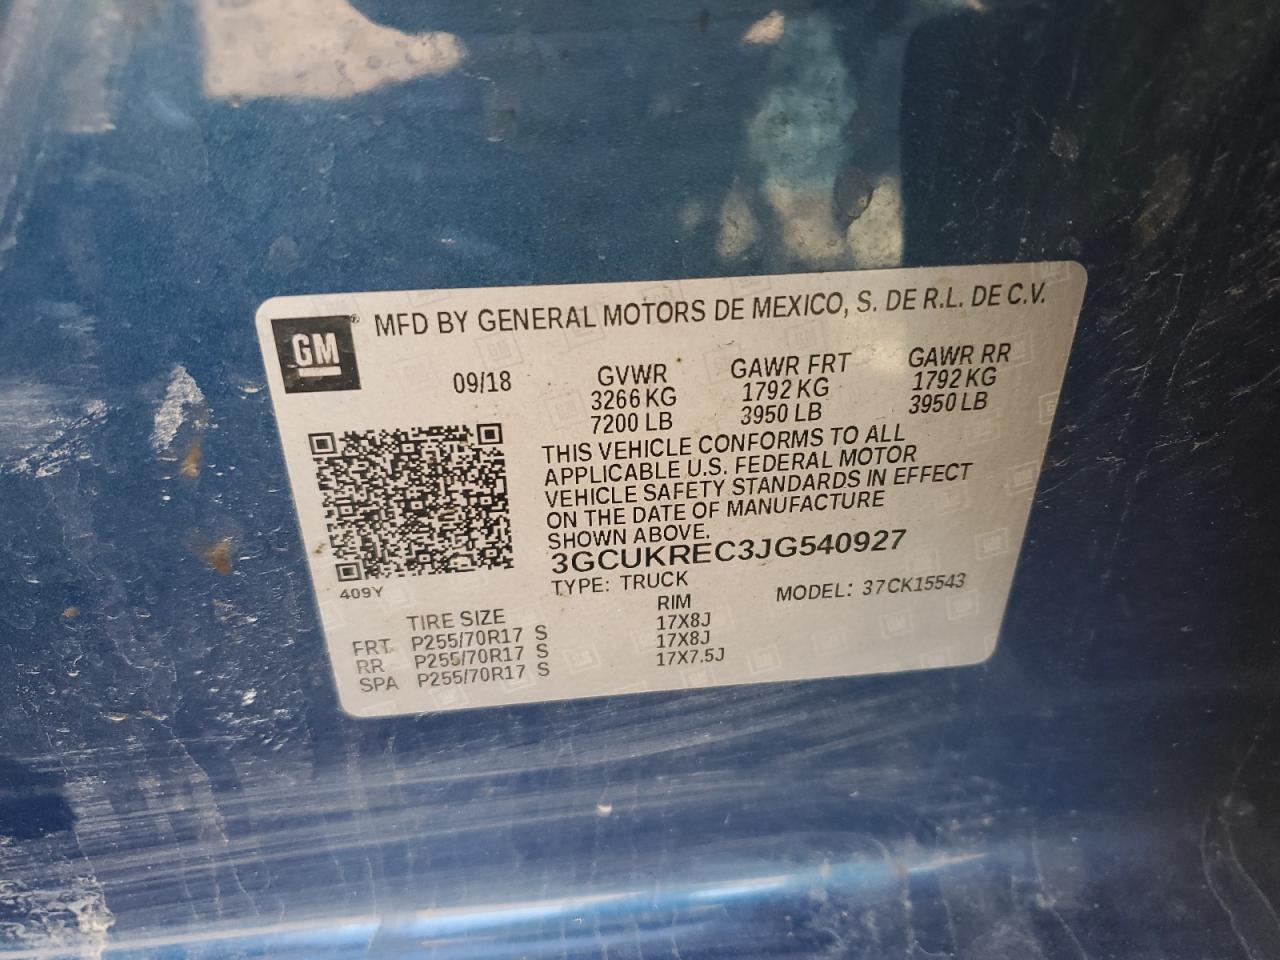 GM
MFD BY GENERAL MOTORS DE MEXICO, S. DE R.L. DE C.V.
09/18
GVWR GAWR FRT GAWR RR
3266 KG 1792 KG 1792 KG
7200 LB 3950 LB 3950 LB
THIS VEHICLE CONFORMS TO ALL
APPLICABLE U.S. FEDERAL MOTOR
VEHICLE SAFETY STANDARDS IN EFFECT
ON THE DATE OF MANUFACTURE
SHOWN ABOVE.
3GCUKREC3JG540927
TYPE: TRUCK MODEL: 37CK15543
409Y
TIRE SIZE RIM
FRT P255/70R17 S 17X8J
RR P255/70R17 S 17X8J
SPA P255/70R17 S 17X7.5J